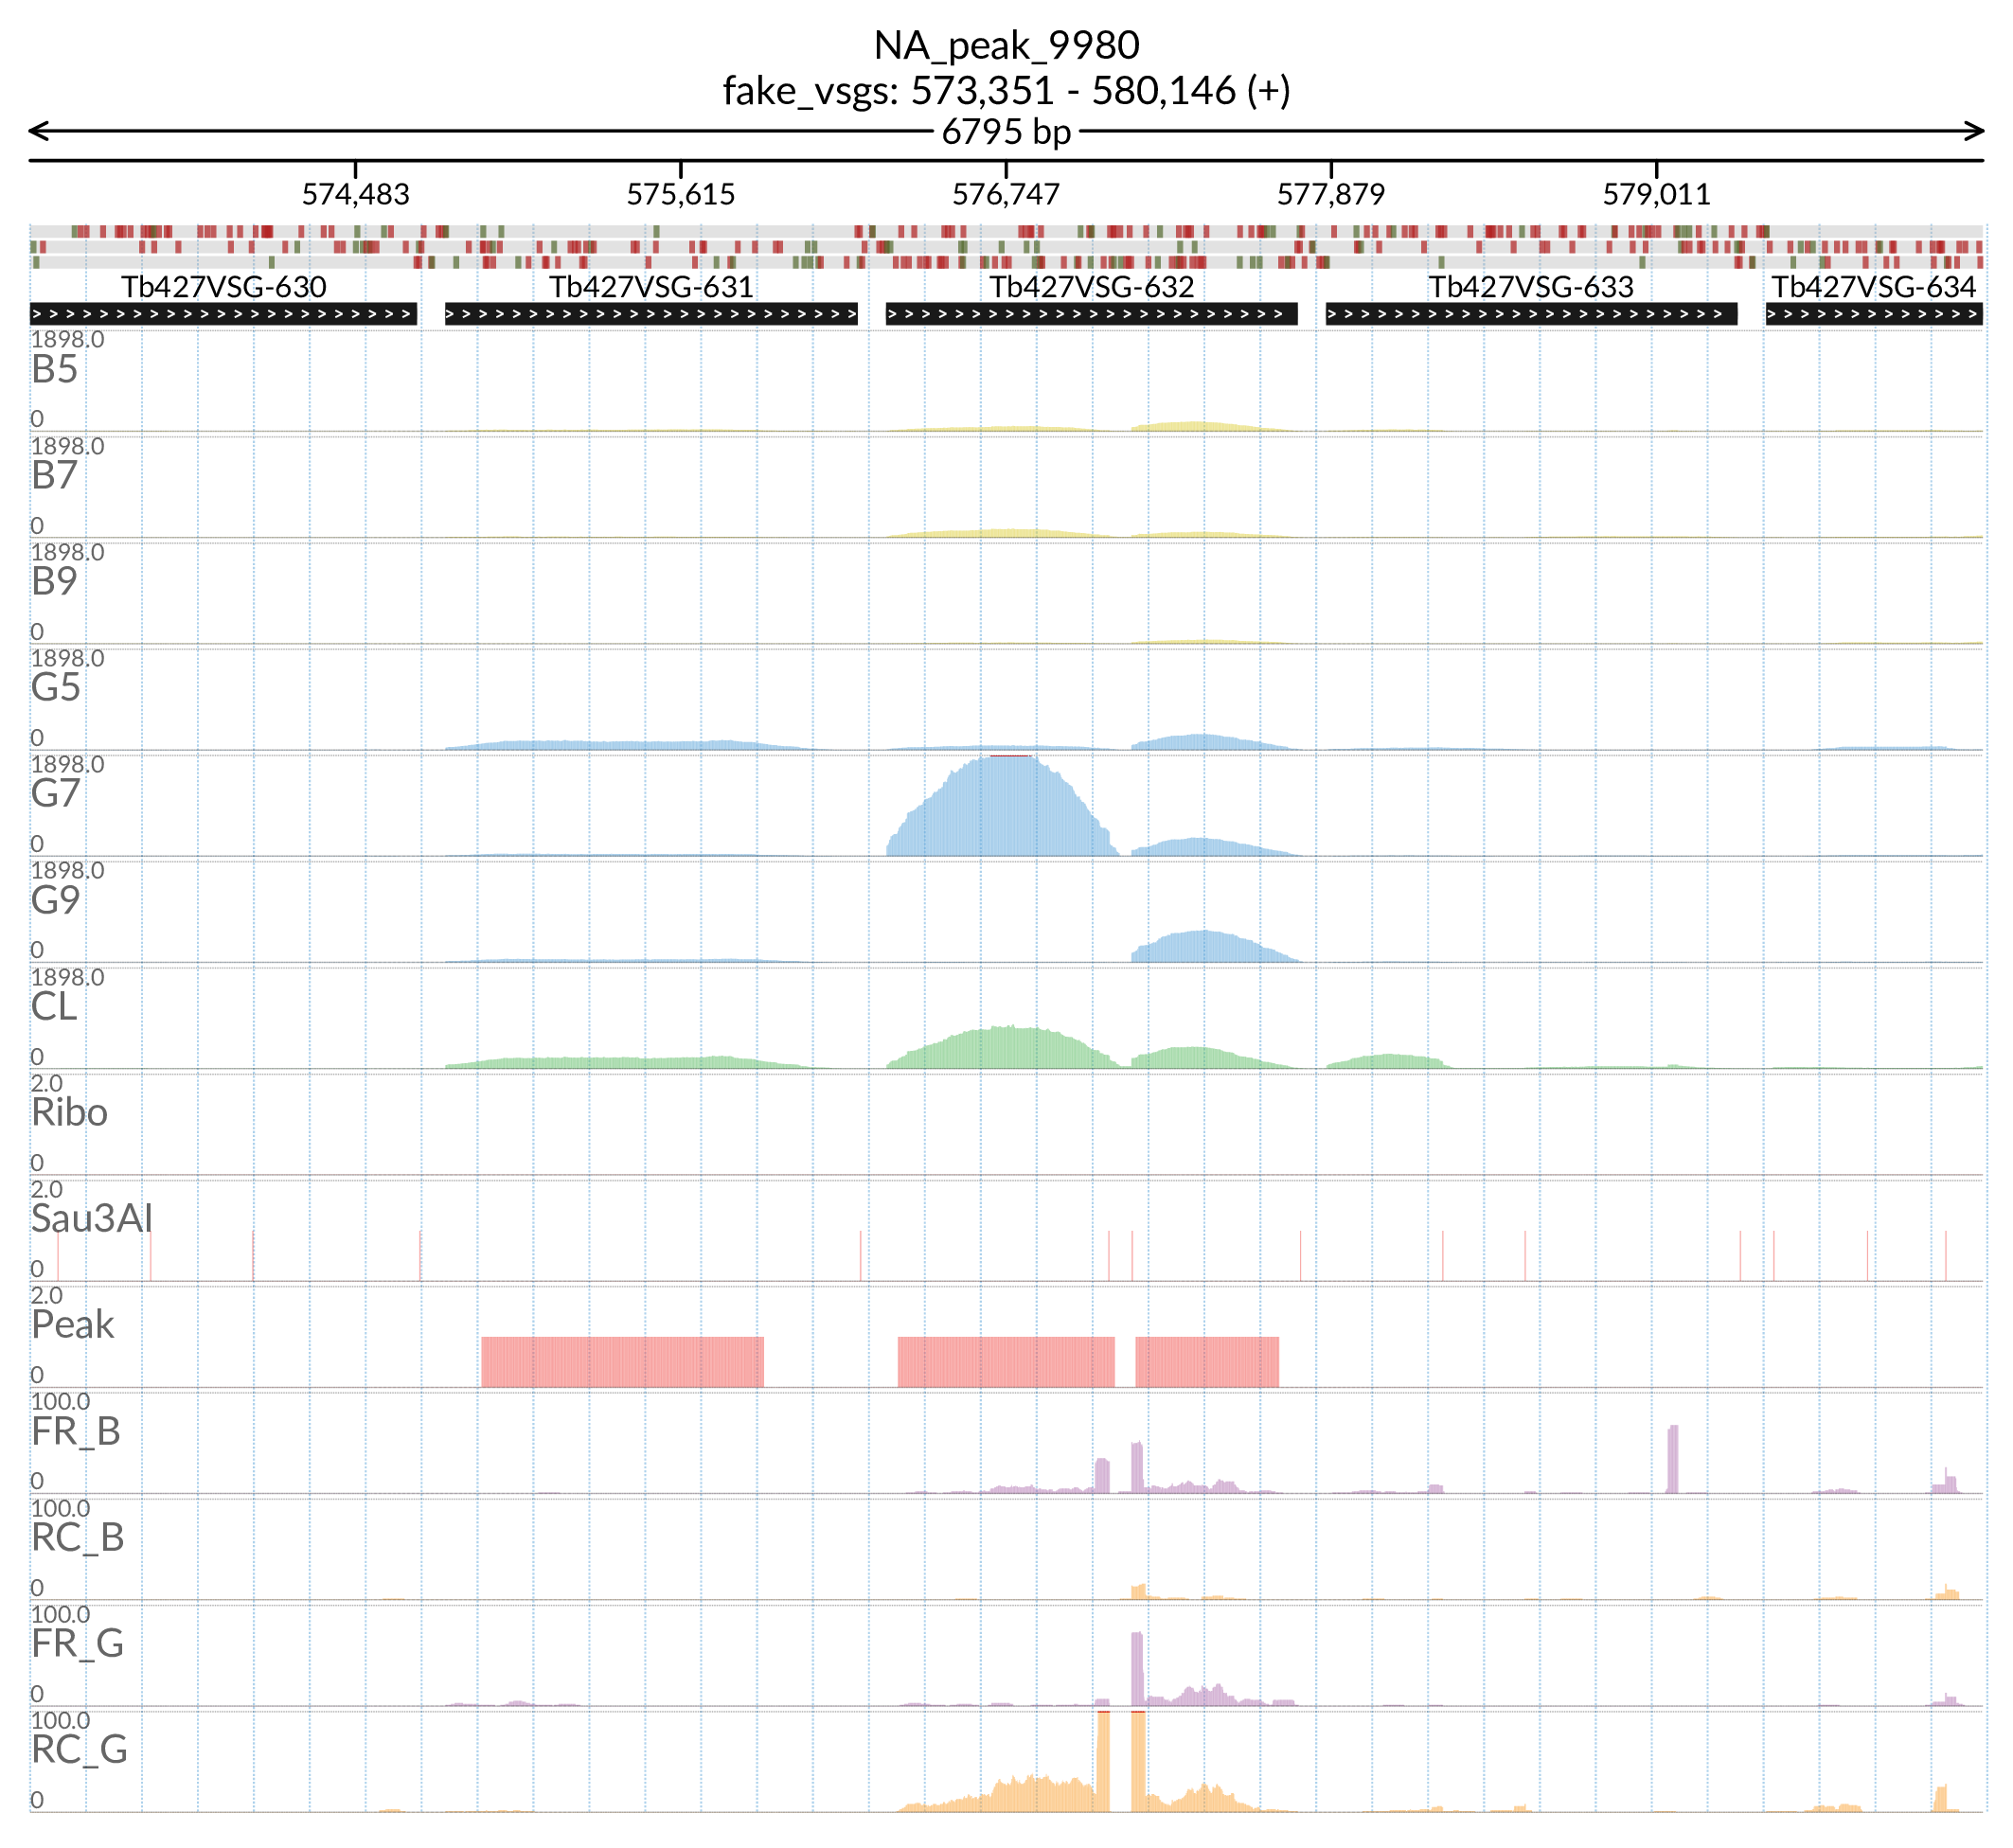 NA_peak_9980
fake_vsgs: 573,351 - 580,146 (+)
6795 bp
574,483 575,615 576,747 577,879 579,011
Tb427VSG-630 Tb427VSG-631 Tb427VSG-632 Tb427VSG-633 Tb427VSG-634
1898.0
B5
0
1898.0
B7
0
1898.0
B9
0
1898.0
G5
0
1898.0
G7
0
1898.0
G9
0
1898.0
CL
0
2.0
Ribo
0
2.0
Sau3AI
0
2.0
Peak
0
100.0
FR_B
0
100.0
RC_B
0
100.0
FR_G
0
100.0
RC_G
0